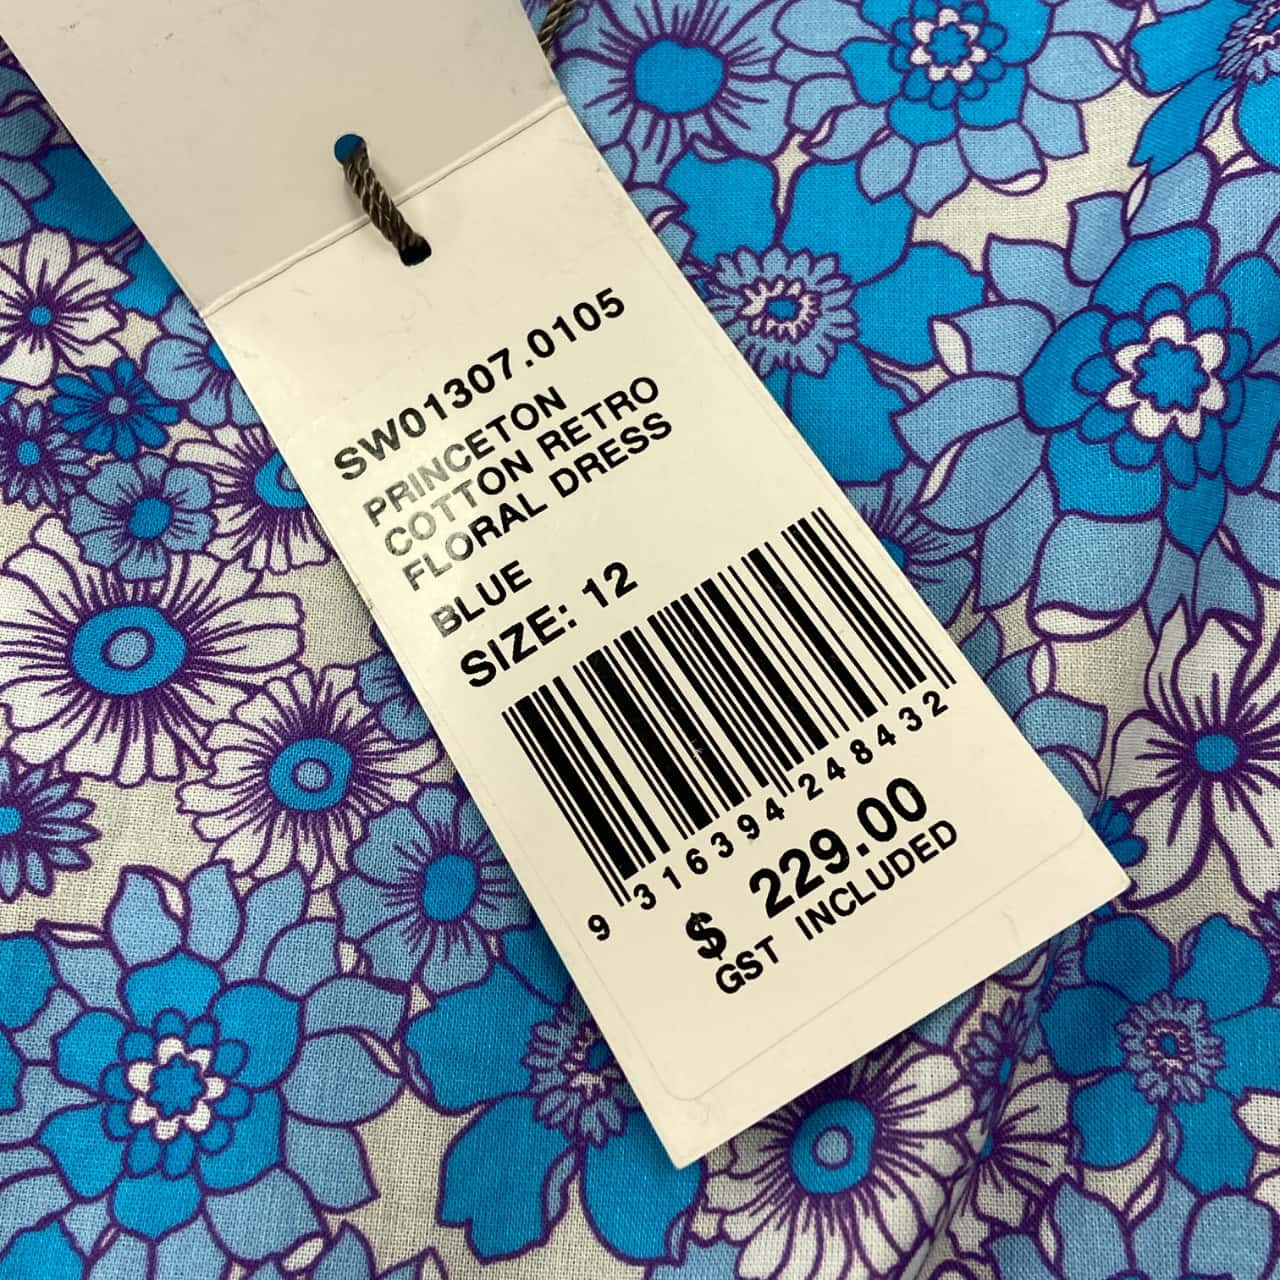 SW01307.0105
PRINCETON
COTTON RETRO
FLORAL DRESS
BLUE
SIZE: 12
9 316394 248432
$ 229.00
GST INCLUDED